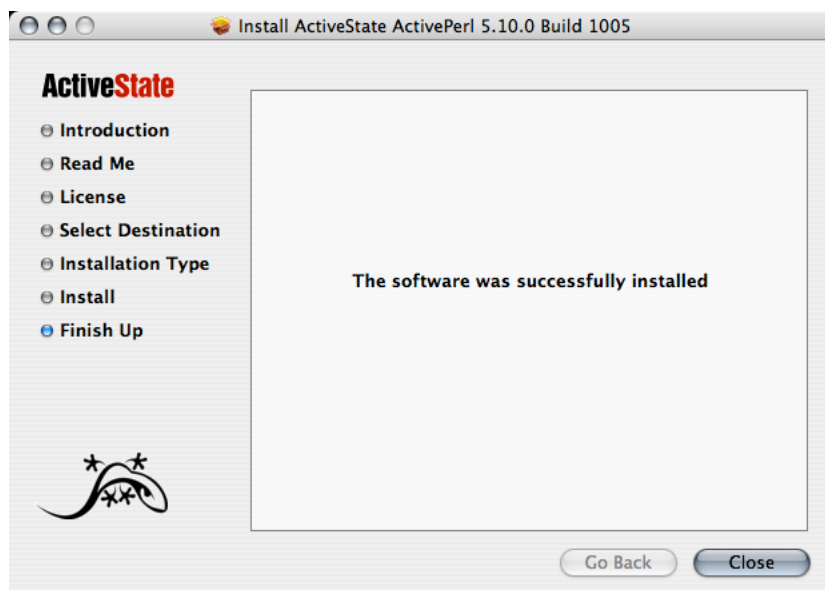 Install ActiveState ActivePerl 5.10.0 Build 1005
ActiveState
Introduction
Read Me
License
Select Destination
Installation Type
Install
Finish Up
The software was successfully installed
Go Back
Close